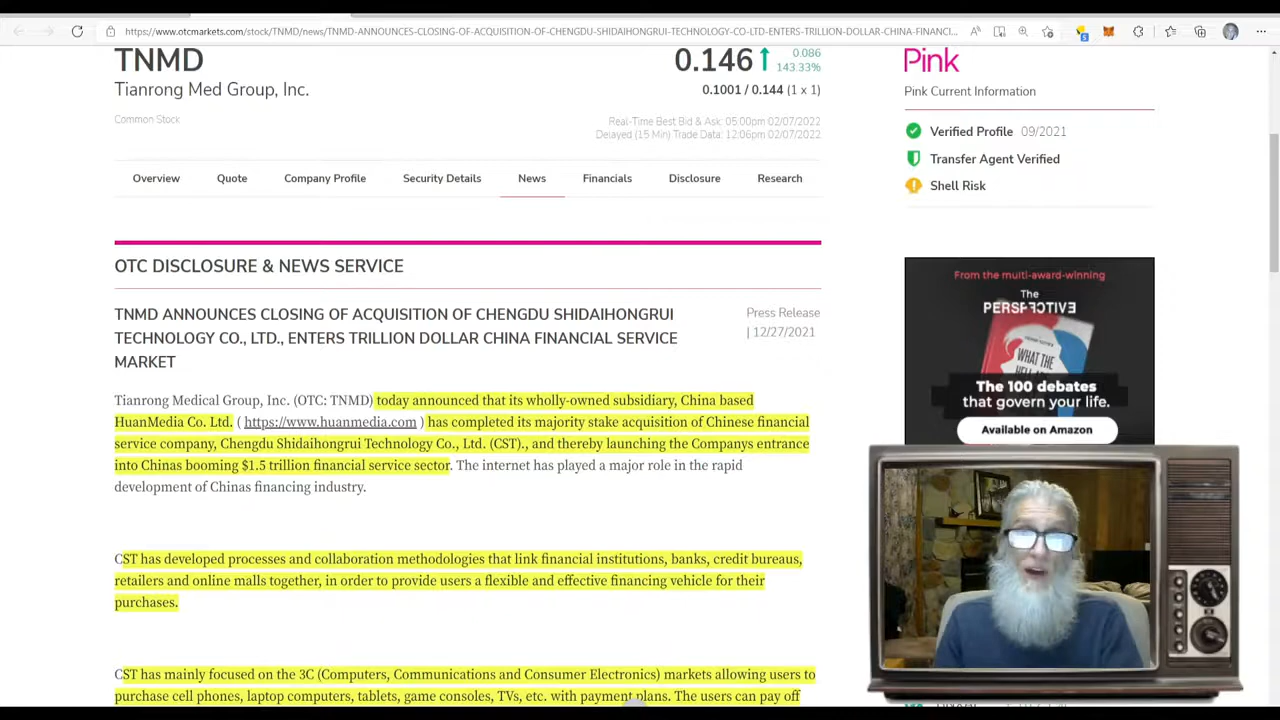 https://www.otcmarkets.com/stock/TNMD/news/TNMD-ANNOUNCES-CLOSING-OF-ACQUISITION-OF-CHENGDU-SHIDAIHONGRUI-TECHNOLOGY-CO-LTD-ENTERS-TRILLION-DOLLAR-CHINA-FINANCI...
TNMD
0.146
0.086
143.33%
Tianrong Med Group, Inc.
0.1001 / 0.144 (1 x 1)
Common Stock
Real-Time Best Bid & Ask: 05:00pm 02/07/2022
Delayed (15 Min) Trade Data: 12:06pm 02/07/2022
Pink
Pink Current Information
Verified Profile 09/2021
Transfer Agent Verified
Shell Risk
Overview Quote Company Profile Security Details News Financials Disclosure Research
OTC DISCLOSURE & NEWS SERVICE
TNMD ANNOUNCES CLOSING OF ACQUISITION OF CHENGDU SHIDAIHONGRUI
TECHNOLOGY CO., LTD., ENTERS TRILLION DOLLAR CHINA FINANCIAL SERVICE
MARKET
Press Release
| 12/27/2021
Tianrong Medical Group, Inc. (OTC: TNMD) today announced that its wholly-owned subsidiary, China based
HuanMedia Co. Ltd. ( https://www.huanmedia.com ) has completed its majority stake acquisition of Chinese financial
service company, Chengdu Shidaihongrui Technology Co., Ltd. (CST)., and thereby launching the Companys entrance
into Chinas booming $1.5 trillion financial service sector. The internet has played a major role in the rapid
development of Chinas financing industry.
CST has developed processes and collaboration methodologies that link financial institutions, banks, credit bureaus,
retailers and online malls together, in order to provide users a flexible and effective financing vehicle for their
purchases.
CST has mainly focused on the 3C (Computers, Communications and Consumer Electronics) markets allowing users to
purchase cell phones, laptop computers, tablets, game consoles, TVs, etc. with payment plans. The users can pay off
From the multi-award-winning
The
PERSPECTIVE
WHAT
THE
The 100 debates
that govern your life.
Available on Amazon